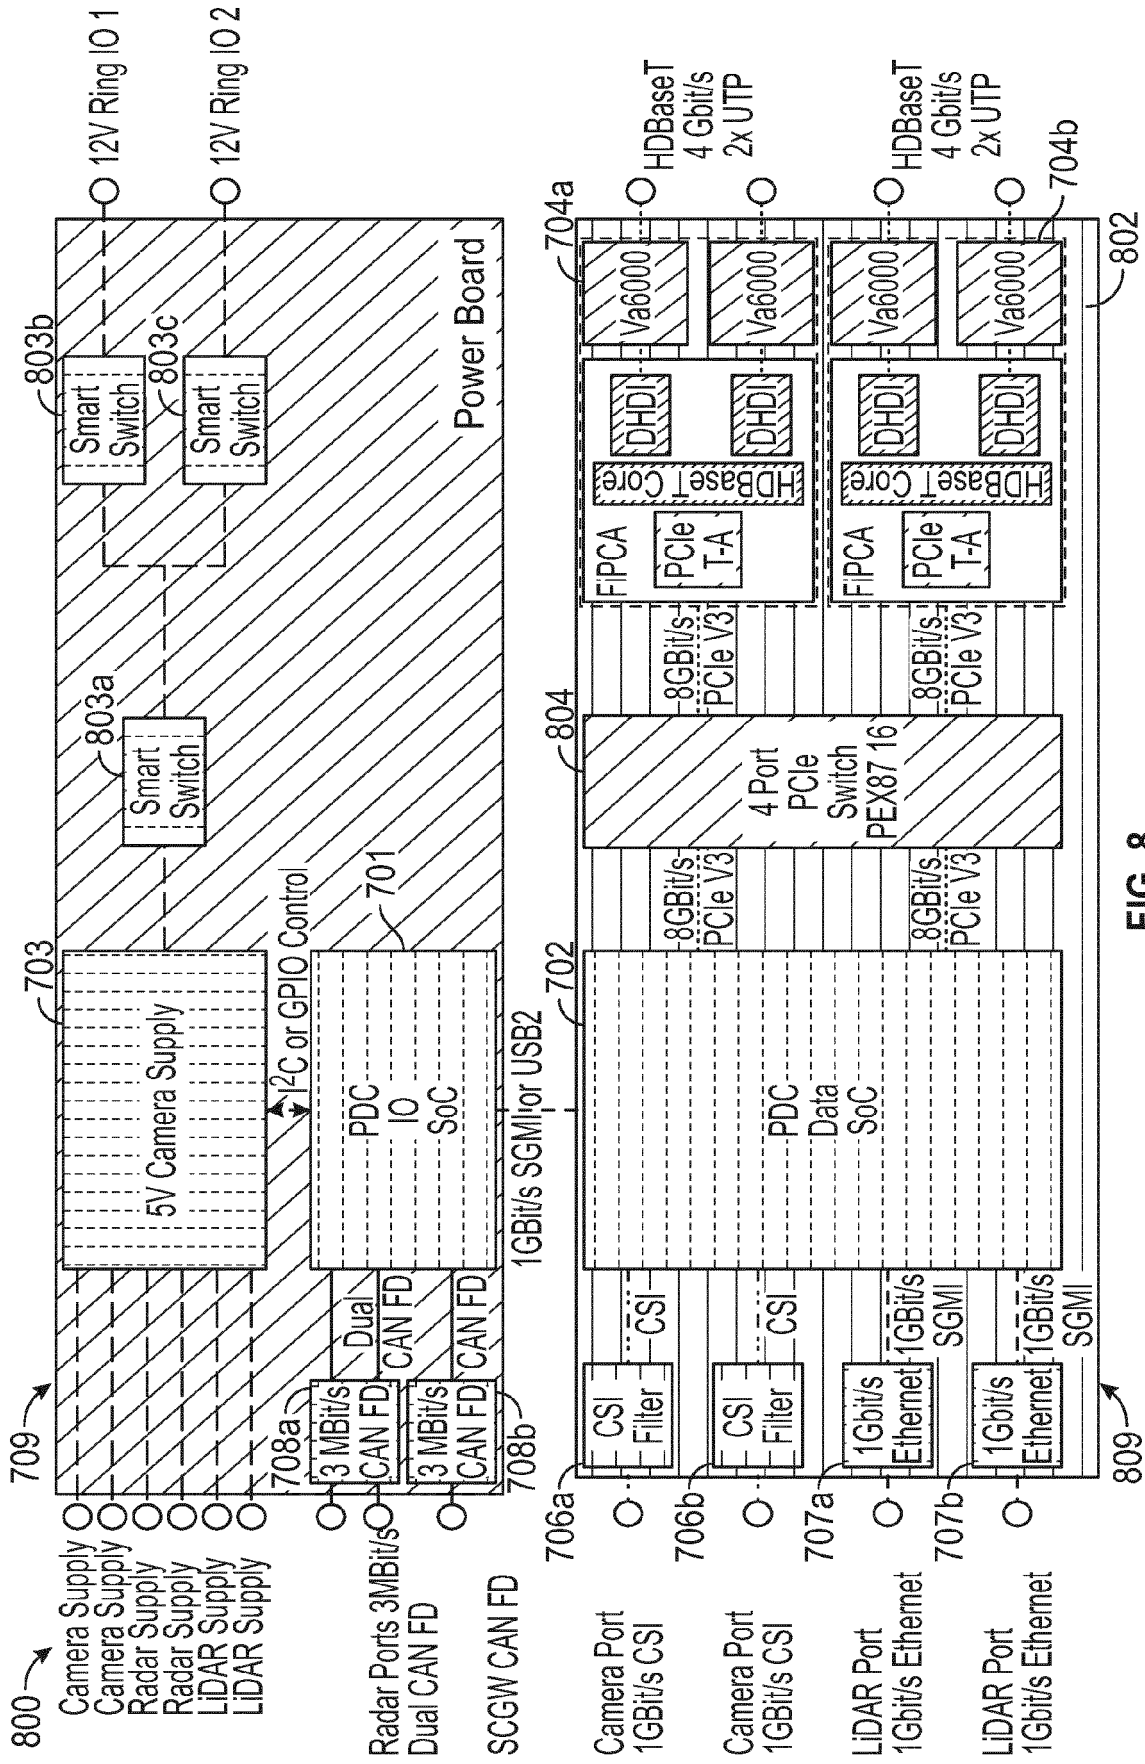 800
709
Camera Supply
Camera Supply
Radar Supply
Radar Supply
LiDAR Supply
LiDAR Supply
Radar Ports 3MBit/s
Dual CAN FD
SCGW CAN FD
708a
3 MBit/s
CAN FD
3 MBit/s
CAN FD
708b
Dual
CAN FD
CAN FD
703
5V Camera Supply
I²C or GPIO Control
701
PDC
IO
SoC
1GBit/s SGMI or USB2
803a
Smart
Switch
803b
Smart
Switch
803c
Smart
Switch
Power Board
12V Ring IO 1
12V Ring IO 2
Camera Port
1GBit/s CSI
Camera Port
1GBit/s CSI
LiDAR Port
1Gbit/s Ethernet
LiDAR Port
1Gbit/s Ethernet
706a
CSI
Filter
706b
CSI
Filter
707a
1Gbit/s
Ethernet
707b
1Gbit/s
Ethernet
809
CSI
CSI
1GBit/s
SGMI
1GBit/s
SGMI
702
PDC
Data
SoC
8GBit/s
PCIe V3
8GBit/s
PCIe V3
804
4 Port
PCIe
Switch
PEX87 16
8GBit/s
PCIe V3
8GBit/s
PCIe V3
FiPCA
PCIe
T-A
HDBaseT Core
DHDI
DHDI
FiPCA
PCIe
T-A
HDBaseT Core
DHDI
DHDI
704a
Va6000
Va6000
Va6000
Va6000
704b
802
HDBaseT
4 Gbit/s
2x UTP
HDBaseT
4 Gbit/s
2x UTP
FIG. 8